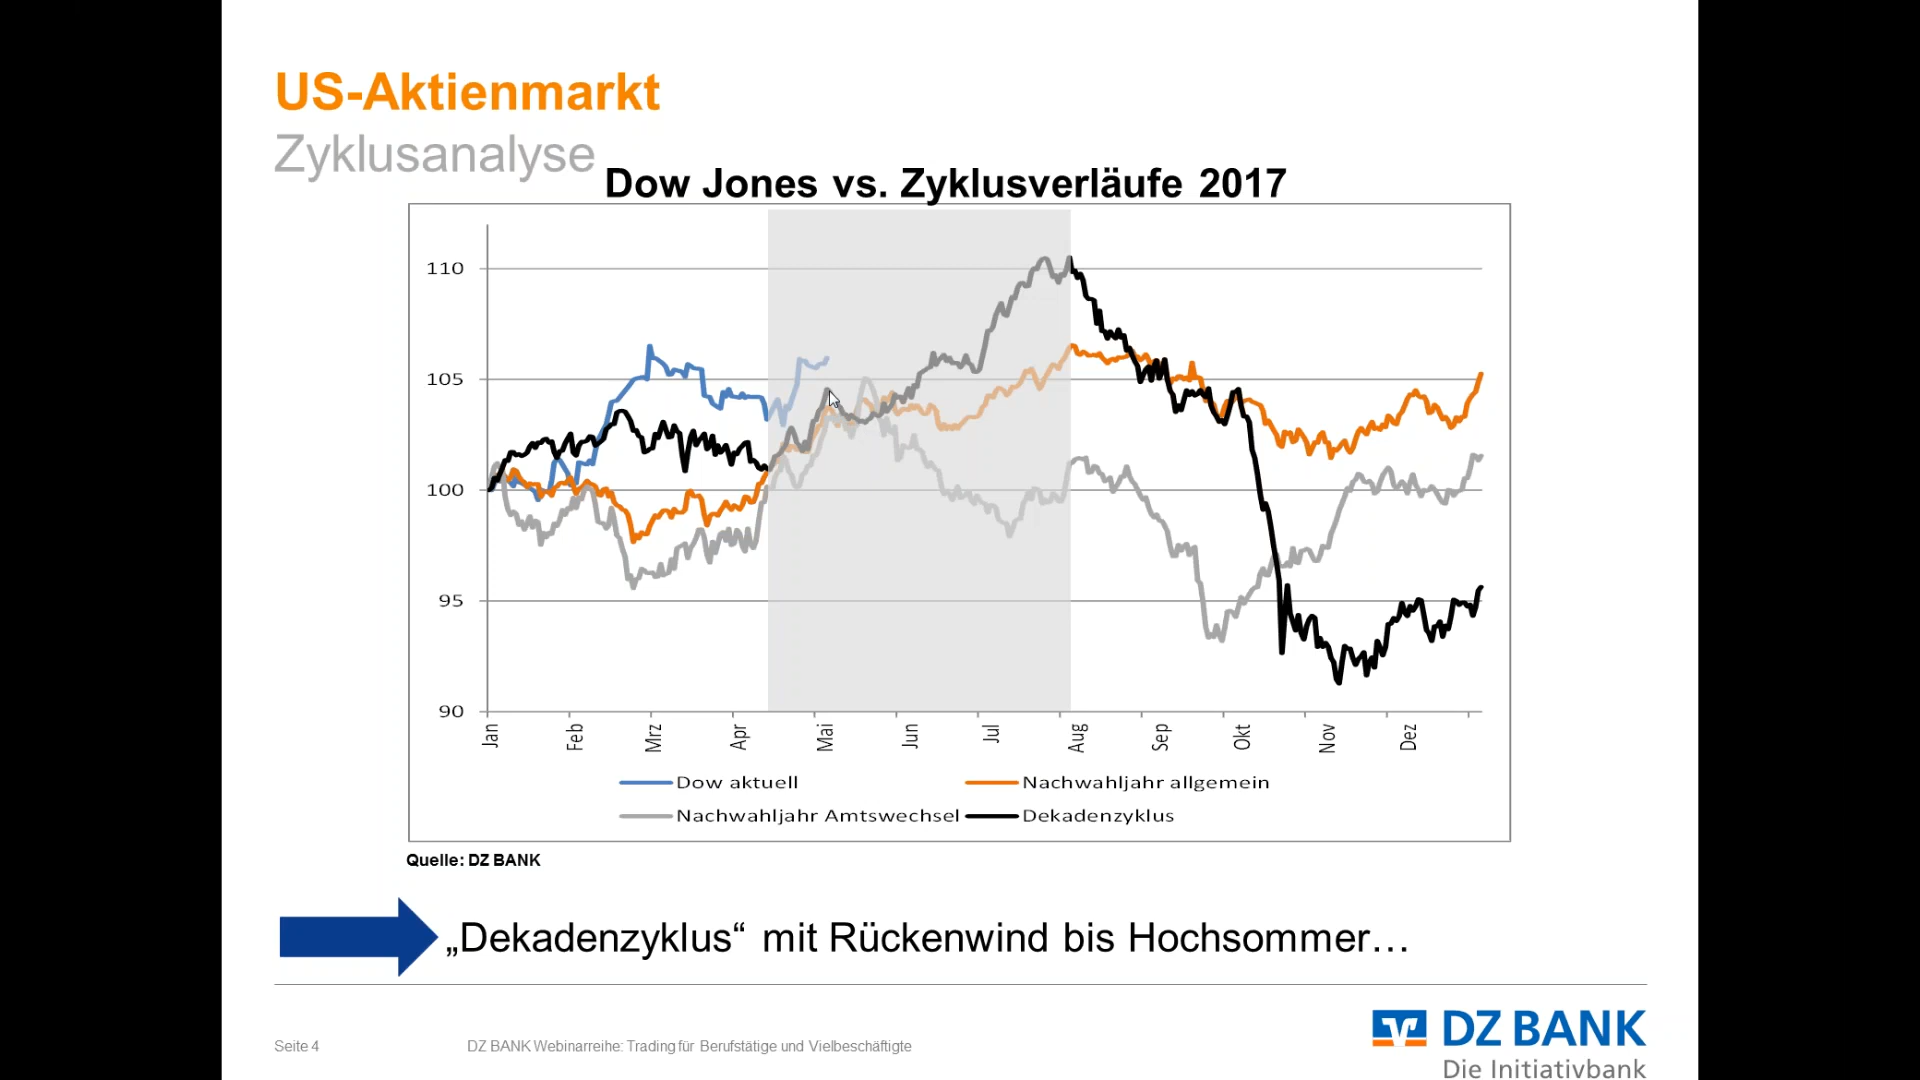 US-Aktienmarkt
Zyklusanalyse
Dow Jones vs. Zyklusverläufe 2017
110
105
100
95
90
Jan Feb Mrz Apr Mai Jun Jul Aug Sep Okt Nov Dez
Dow aktuell Nachwahljahr allgemein
Nachwahljahr Amtswechsel Dekadenzyklus
Quelle: DZ BANK
„Dekadenzyklus“ mit Rückenwind bis Hochsommer…
Seite 4 DZ BANK Webinarreihe: Trading für Berufstätige und Vielbeschäftigte
DZ BANK
Die Initiativbank